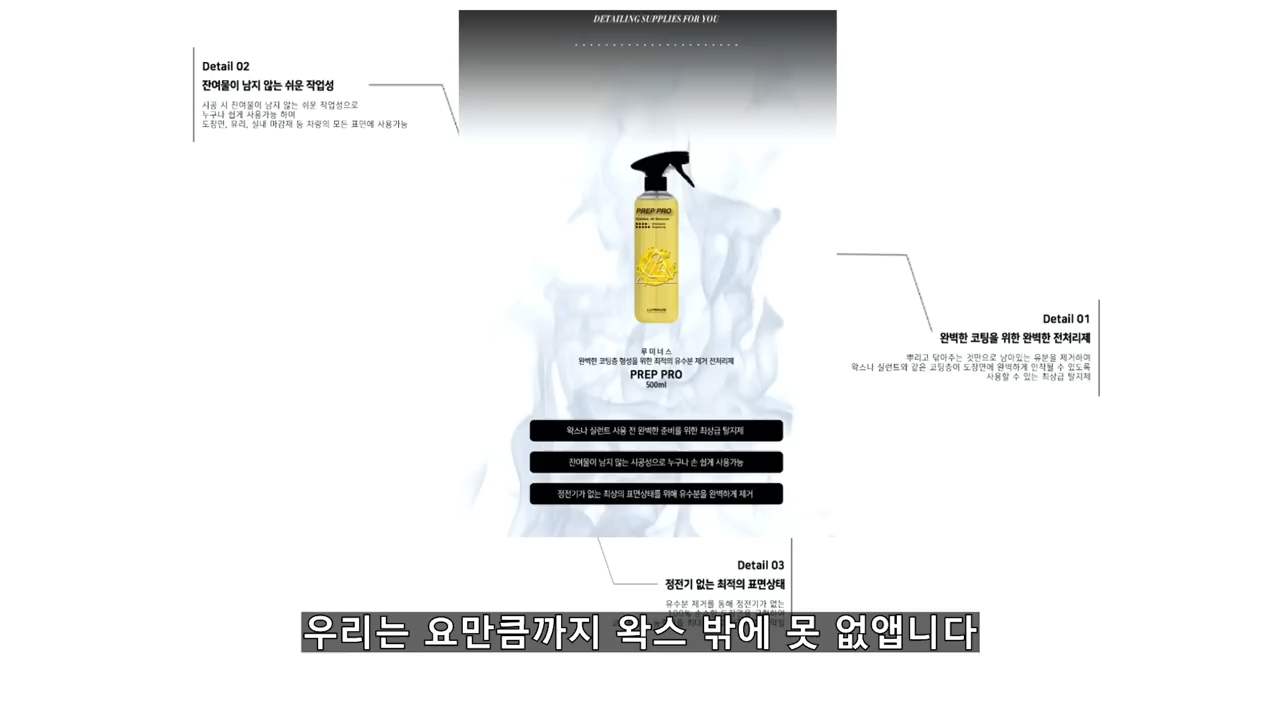 DETAILING SUPPLIES FOR YOU
Detail 02
잔여물이 남지 않는 쉬운 작업성
시공 시 잔여물이 남지 않는 쉬운 작업성으로
누구나 쉽게 사용가능 하며
도장면, 유리, 실내 마감재 등 차량의 모든 표면에 사용가능
PREP PRO
Detail 01
완벽한 코팅을 위한 완벽한 전처리제
뿌리고 닦아주는 것만으로 남아있는 유분을 제거하여
왁스나 실런트와 같은 코팅층이 도장면에 완벽하게 안착될 수 있도록
사용할 수 있는 최상급 탈지제
루미너스
완벽한 코팅층 형성을 위한 최적의 유수분 제거 전처리제
PREP PRO
500ml
왁스나 실런트 사용 전 완벽한 준비를 위한 최상급 탈지제
잔여물이 남지 않는 시공성으로 누구나 손 쉽게 사용가능
정전기가 없는 최상의 표면상태를 위해 유수분을 완벽하게 제거
Detail 03
정전기 없는 최적의 표면상태
유수분 제거를 통해 정전기가 없는
우리는 요만큼까지 왁스 밖에 못 없앱니다